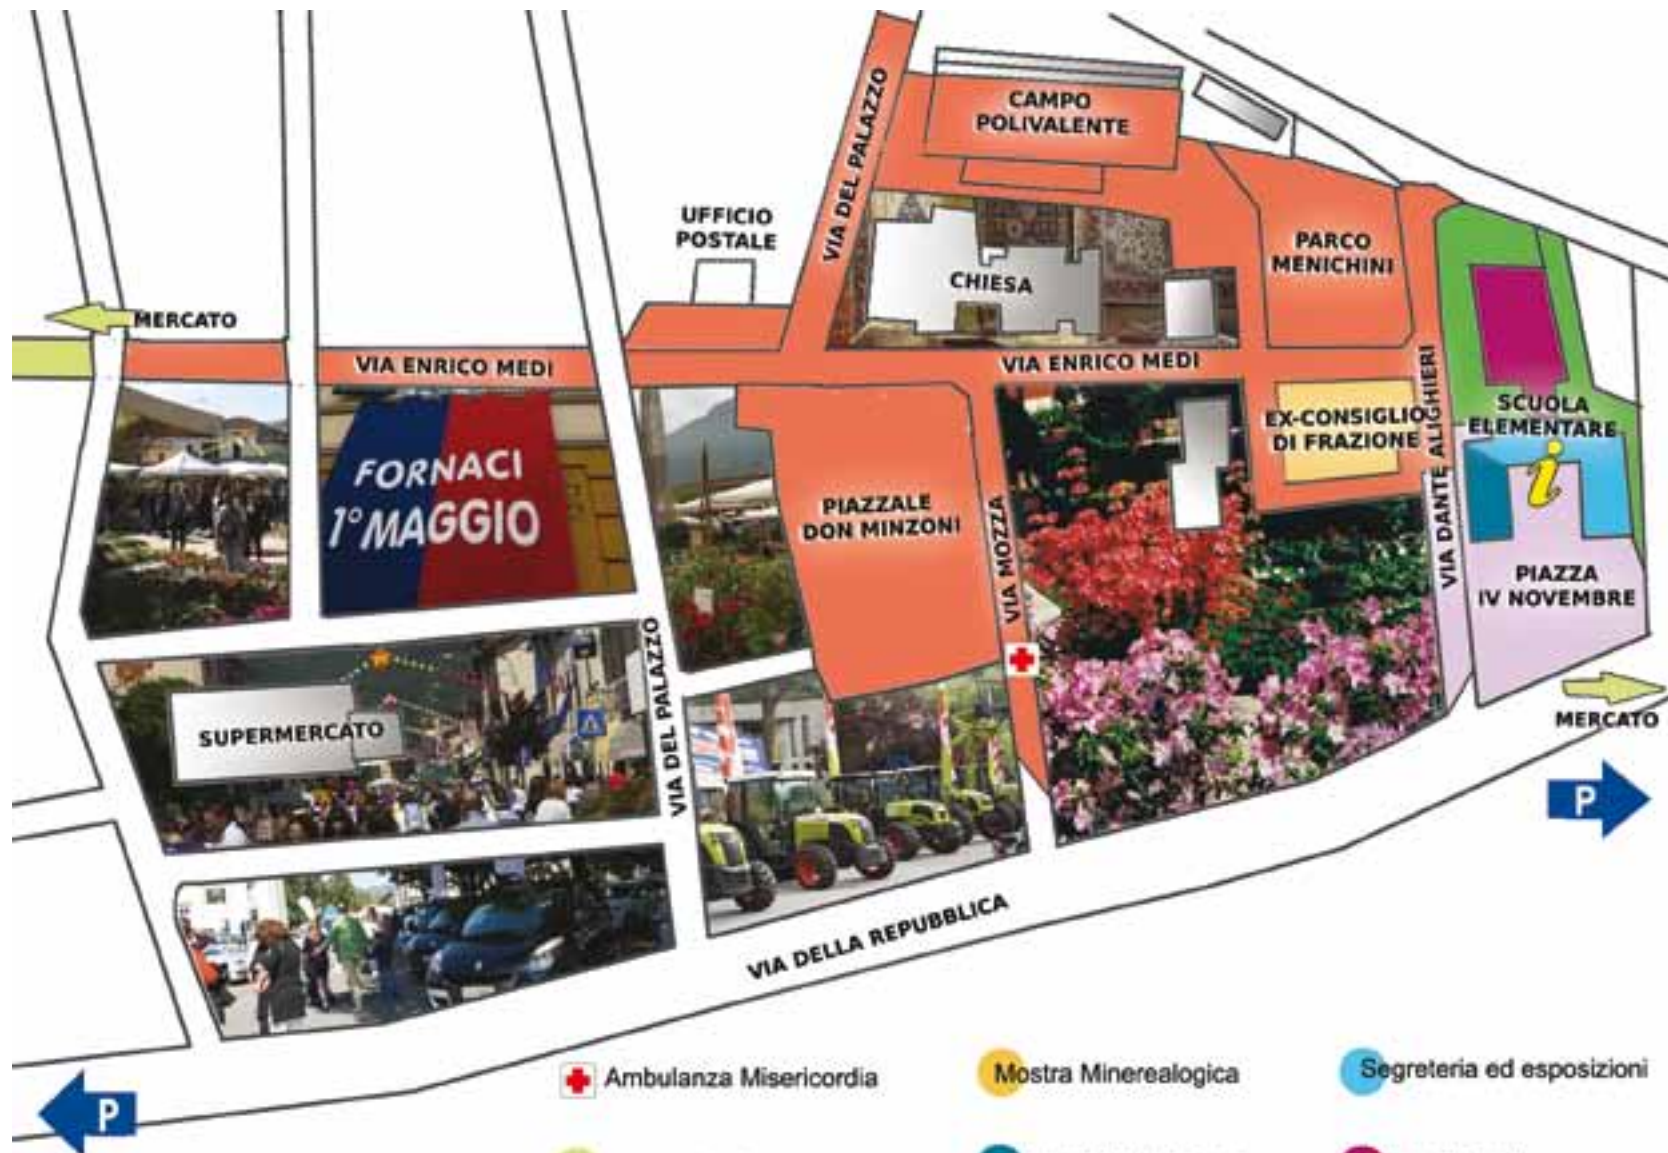 CAMPO
POLIVALENTE
VIA DEL PALAZZO
UFFICIO
POSTALE
CHIESA
PARCO
MENICHINI
MERCATO
VIA ENRICO MEDI
VIA ENRICO MEDI
VIA DANTE ALIGHIERI
SCUOLA
ELEMENTARE
EX-CONSIGLIO
DI FRAZIONE
FORNACI
1° MAGGIO
PIAZZALE
DON MINZONI
VIA MOZZA
i
PIAZZA
IV NOVEMBRE
VIA DEL PALAZZO
SUPERMERCATO
MERCATO
P
VIA DELLA REPUBBLICA
P
Ambulanza Misericordia
Mostra Minerealogica
Segreteria ed esposizioni